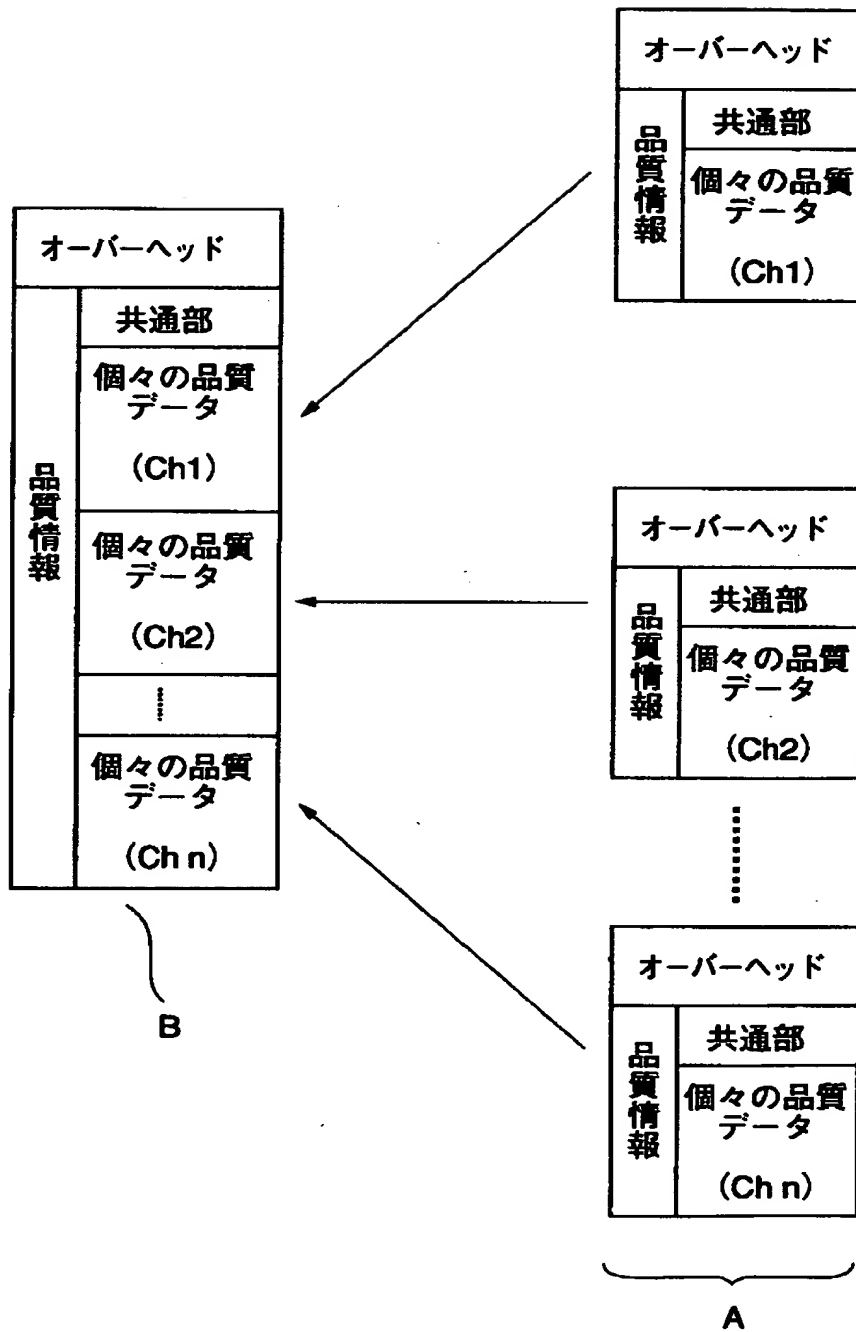 オーバーヘッド
品質情報
共通部
個々の品質
データ
(Ch1)
個々の品質
データ
(Ch2)
個々の品質
データ
(Ch n)
B
オーバーヘッド
品質情報
共通部
個々の品質
データ
(Ch1)
オーバーヘッド
品質情報
共通部
個々の品質
データ
(Ch2)
オーバーヘッド
品質情報
共通部
個々の品質
データ
(Ch n)
A